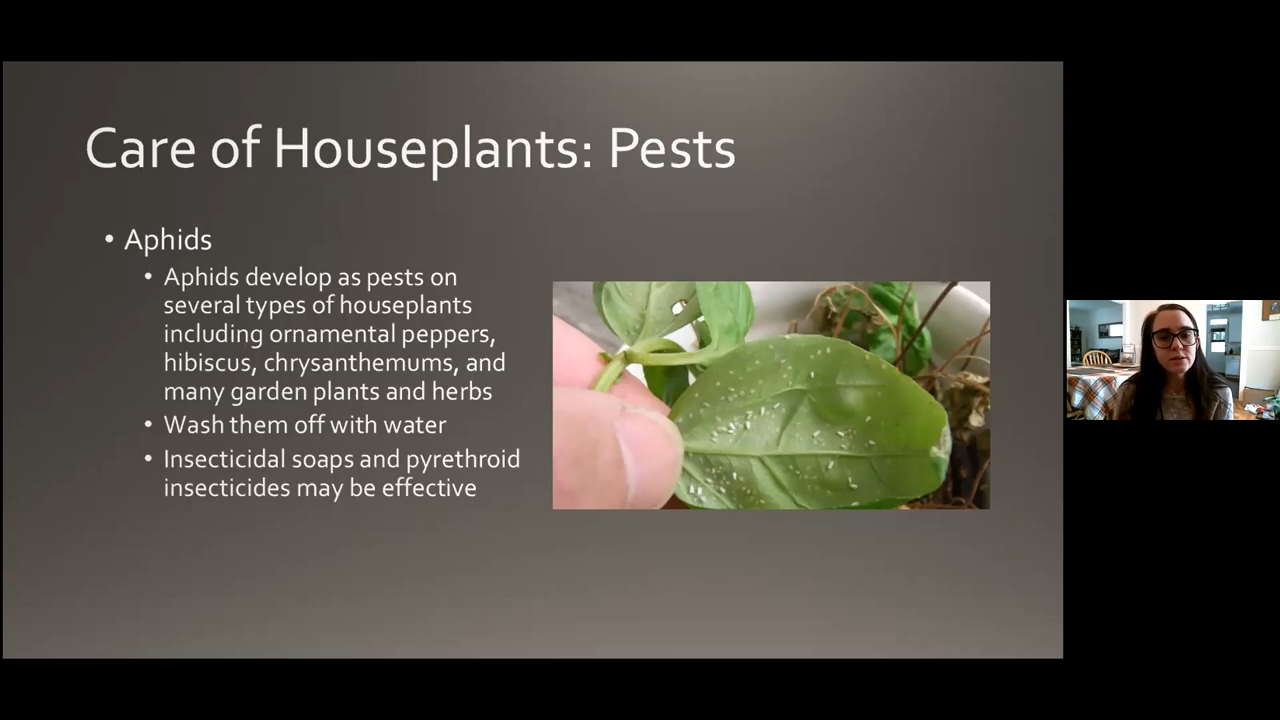 Care of Houseplants: Pests
• Aphids
• Aphids develop as pests on
several types of houseplants
including ornamental peppers,
hibiscus, chrysanthemums, and
many garden plants and herbs
• Wash them off with water
• Insecticidal soaps and pyrethroid
insecticides may be effective